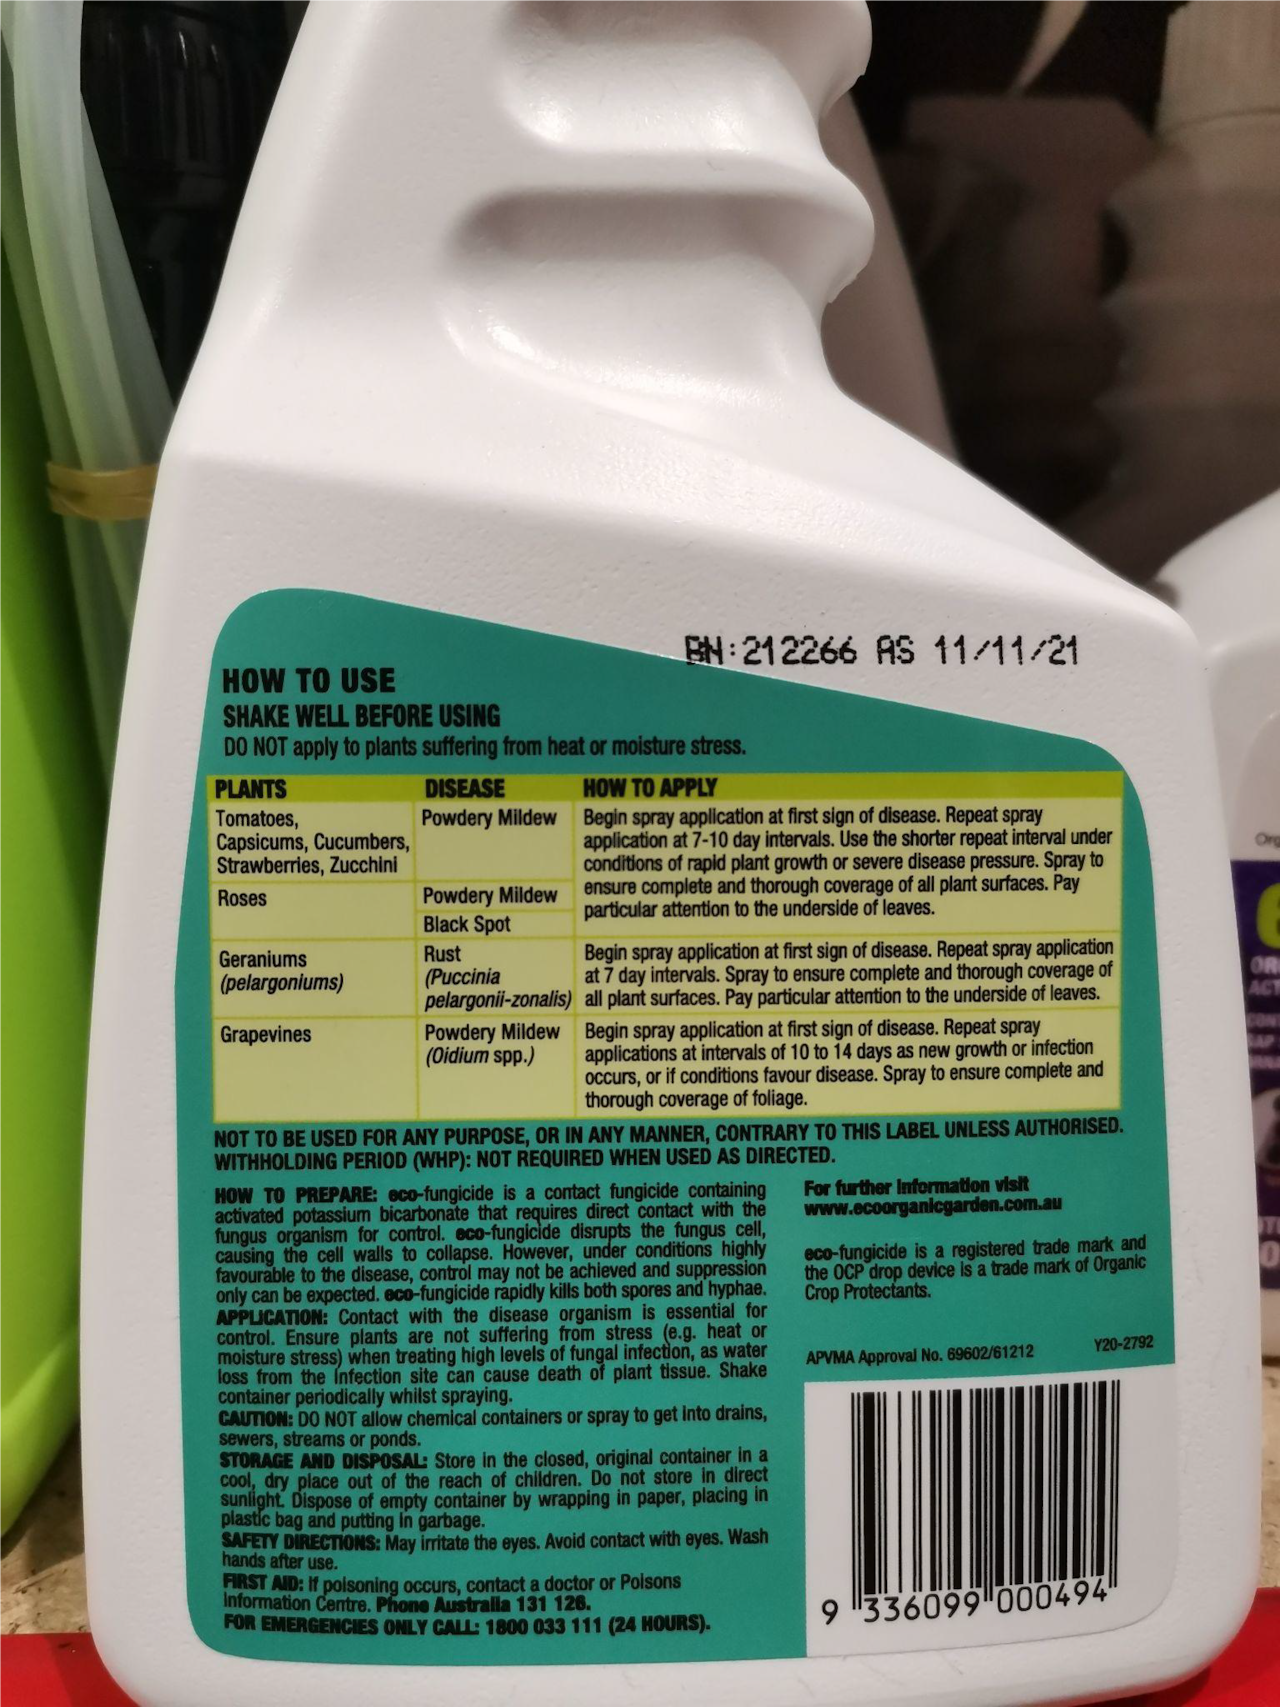 BN:212266 AS 11/11/21
HOW TO USE
SHAKE WELL BEFORE USING
DO NOT apply to plants suffering from heat or moisture stress.
PLANTS DISEASE HOW TO APPLY
Tomatoes,
Capsicums, Cucumbers,
Strawberries, Zucchini
Powdery Mildew
Roses
Powdery Mildew
Black Spot
Begin spray application at first sign of disease. Repeat spray
application at 7-10 day intervals. Use the shorter repeat interval under
conditions of rapid plant growth or severe disease pressure. Spray to
ensure complete and thorough coverage of all plant surfaces. Pay
particular attention to the underside of leaves.
Geraniums
(pelargoniums)
Rust
(Puccinia
pelargonii-zonalis)
Begin spray application at first sign of disease. Repeat spray application
at 7 day intervals. Spray to ensure complete and thorough coverage of
all plant surfaces. Pay particular attention to the underside of leaves.
Grapevines
Powdery Mildew
(Oidium spp.)
Begin spray application at first sign of disease. Repeat spray
applications at intervals of 10 to 14 days as new growth or infection
occurs, or if conditions favour disease. Spray to ensure complete and
thorough coverage of foliage.
NOT TO BE USED FOR ANY PURPOSE, OR IN ANY MANNER, CONTRARY TO THIS LABEL UNLESS AUTHORISED.
WITHHOLDING PERIOD (WHP): NOT REQUIRED WHEN USED AS DIRECTED.
HOW TO PREPARE: eco-fungicide is a contact fungicide containing
activated potassium bicarbonate that requires direct contact with the
fungus organism for control. eco-fungicide disrupts the fungus cell,
causing the cell walls to collapse. However, under conditions highly
favourable to the disease, control may not be achieved and suppression
only can be expected. eco-fungicide rapidly kills both spores and hyphae.
APPLICATION: Contact with the disease organism is essential for
control. Ensure plants are not suffering from stress (e.g. heat or
moisture stress) when treating high levels of fungal infection, as water
loss from the infection site can cause death of plant tissue. Shake
container periodically whilst spraying.
CAUTION: DO NOT allow chemical containers or spray to get into drains,
sewers, streams or ponds.
STORAGE AND DISPOSAL: Store in the closed, original container in a
cool, dry place out of the reach of children. Do not store in direct
sunlight. Dispose of empty container by wrapping in paper, placing in
plastic bag and putting in garbage.
SAFETY DIRECTIONS: May irritate the eyes. Avoid contact with eyes. Wash
hands after use.
FIRST AID: If poisoning occurs, contact a doctor or Poisons
Information Centre. Phone Australia 131 126.
FOR EMERGENCIES ONLY CALL: 1800 033 111 (24 HOURS).
For further information visit
www.ecoorganicgarden.com.au
eco-fungicide is a registered trade mark and
the OCP drop device is a trade mark of Organic
Crop Protectants.
APVMA Approval No. 69602/61212 Y20-2792
9 336099 000494